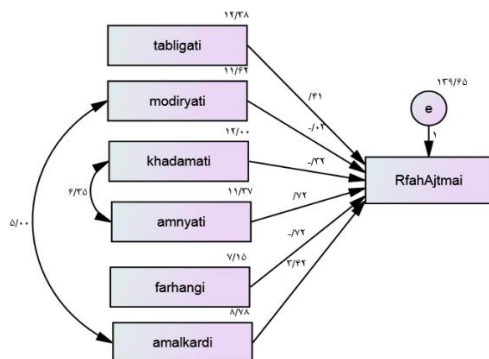 ۱۲/۳۸
tabligati
۱۱/۶۲
modiryati
۱۲/۰۰
khadamati
۱۱/۳۷
amnyati
۷/۱۵
farhangi
۸/۷۸
amalkardi
۵/۰۰
۶/۳۵
/۴۱
-/۰۳
-/۳۲
/۷۲
-/۷۲
۳/۴۲
۱۳۹/۶۵
e
۱
RfahAjtmai